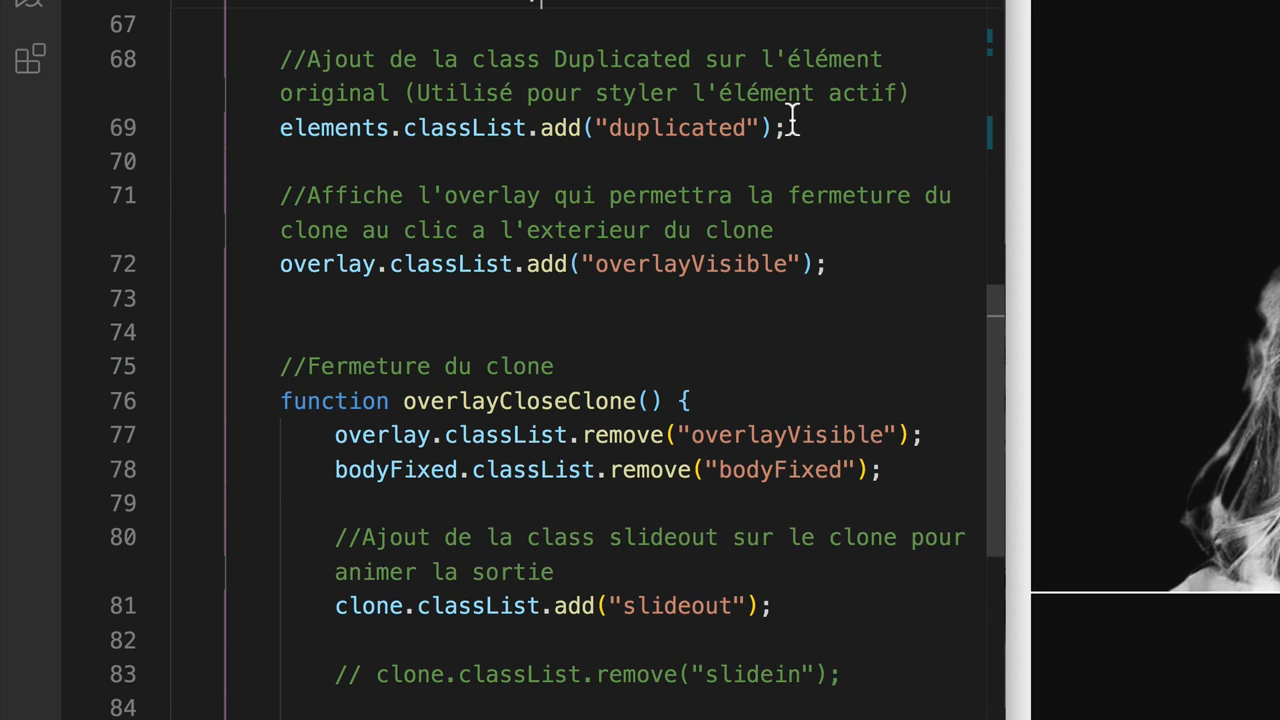 67
68 //Ajout de la class Duplicated sur l'élément
original (Utilisé pour styler l'élément actif)
69 elements.classList.add("duplicated");
70
71 //Affiche l'overlay qui permettra la fermeture du
clone au clic a l'exterieur du clone
72 overlay.classList.add("overlayVisible");
73
74
75 //Fermeture du clone
76 function overlayCloseClone() {
77 overlay.classList.remove("overlayVisible");
78 bodyFixed.classList.remove("bodyFixed");
79
80 //Ajout de la class slideout sur le clone pour
animer la sortie
81 clone.classList.add("slideout");
82
83 // clone.classList.remove("slidein");
84